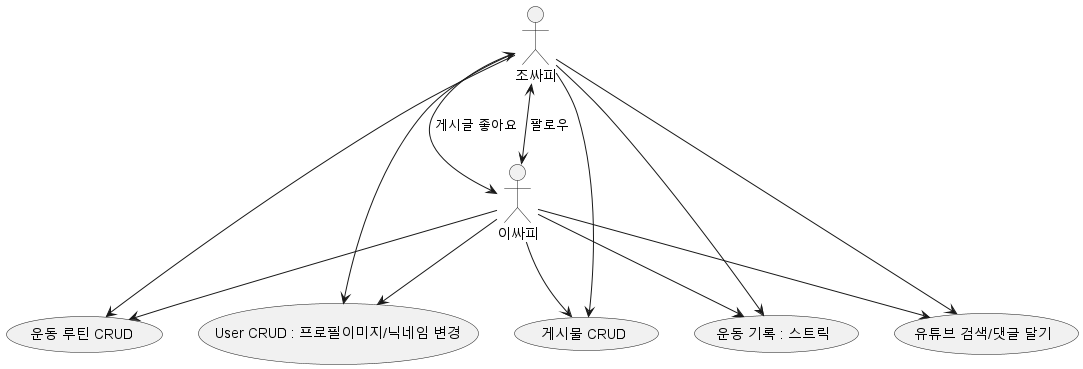 조싸피
게시글 좋아요
팔로우
이싸피
운동 루틴 CRUD
User CRUD : 프로필이미지/닉네임 변경
게시물 CRUD
운동 기록 : 스트릭
유튜브 검색/댓글 달기